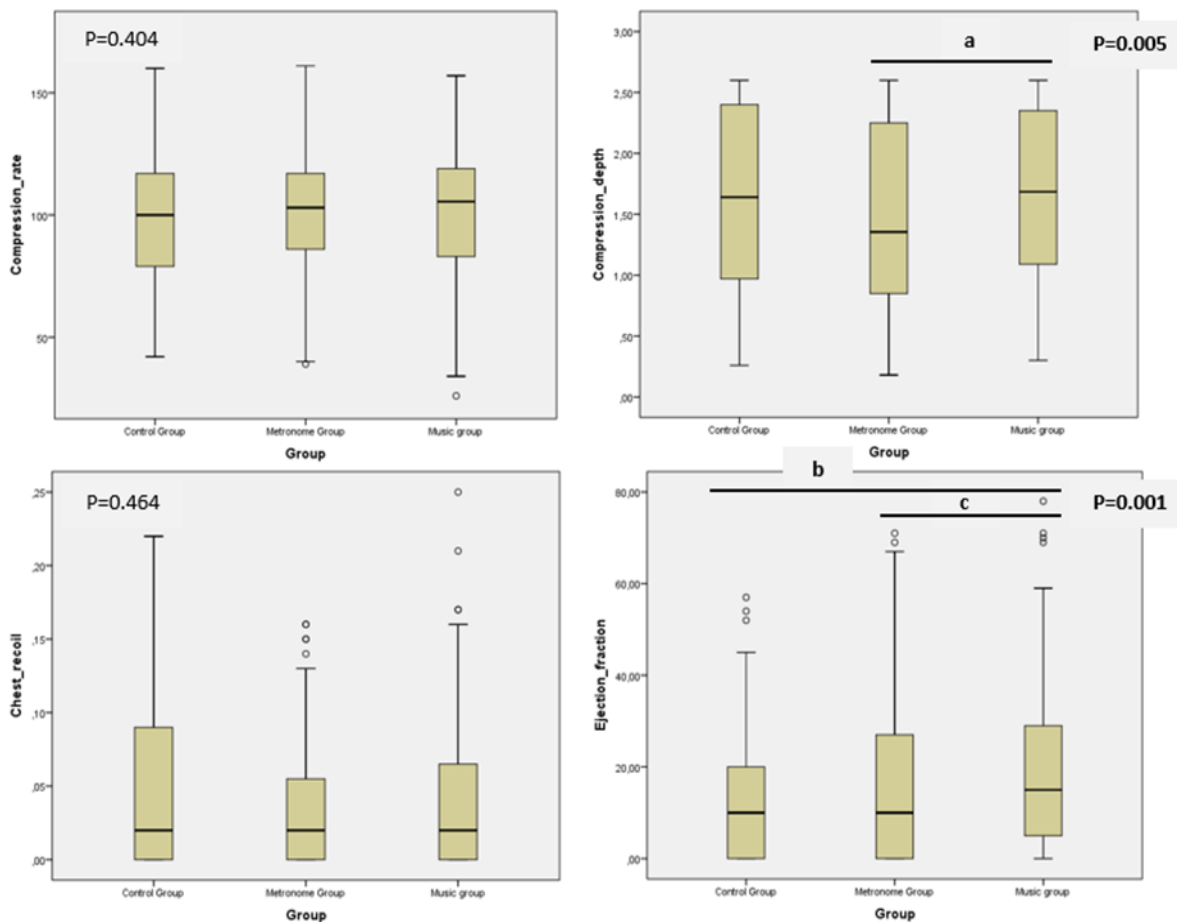 P=0.404
150
100
50
Compression_rate
Control Group Metronome Group Music group
Group
a
P=0.005
3,00
2,50
2,00
1,50
1,00
,50
,00
Compression_depth
Control Group Metronome Group Music group
Group
P=0.464
,25
,20
,15
,10
,05
,00
Chest_recoil
Control Group Metronome Group Music group
Group
b
c
P=0.001
80,00
60,00
40,00
20,00
,00
Ejection_fraction
Control Group Metronome Group Music group
Group